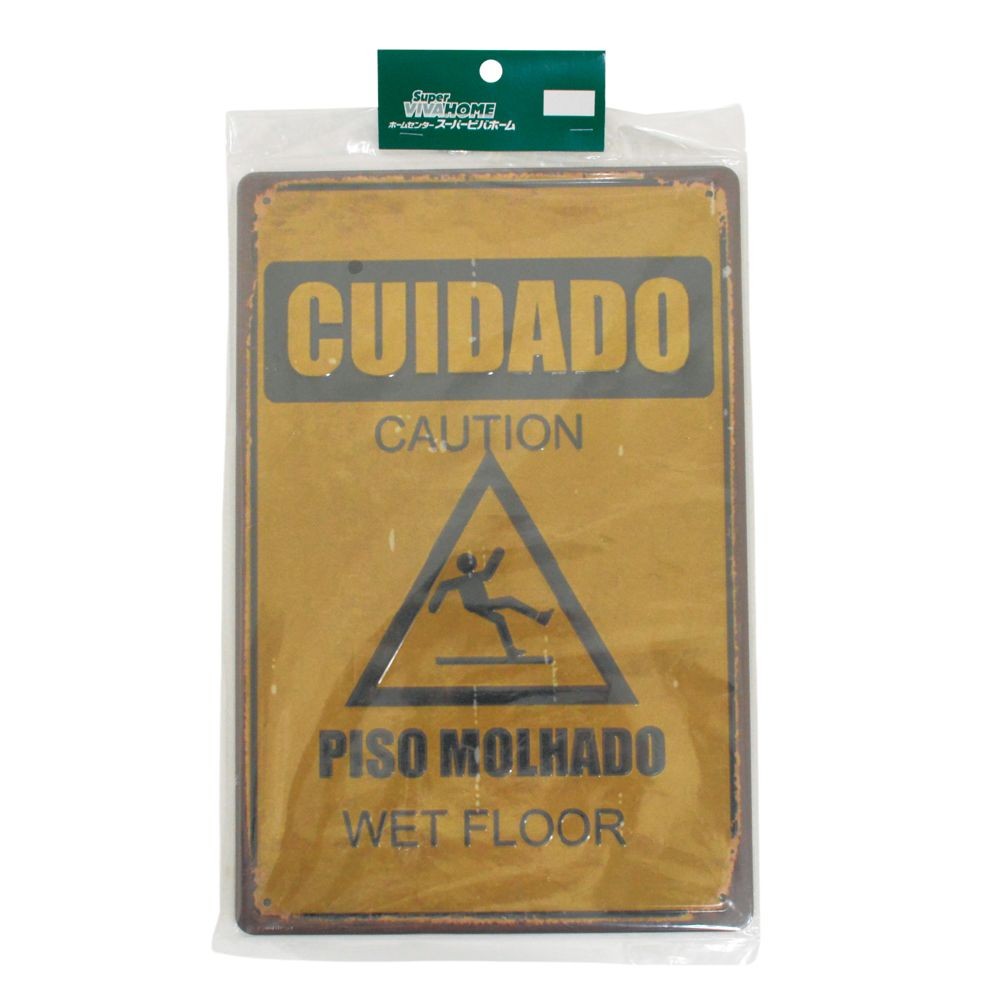 Super
VIVAHOME
ホームセンター スーパービバホーム
CUIDADO
CAUTION
PISO MOLHADO
WET FLOOR